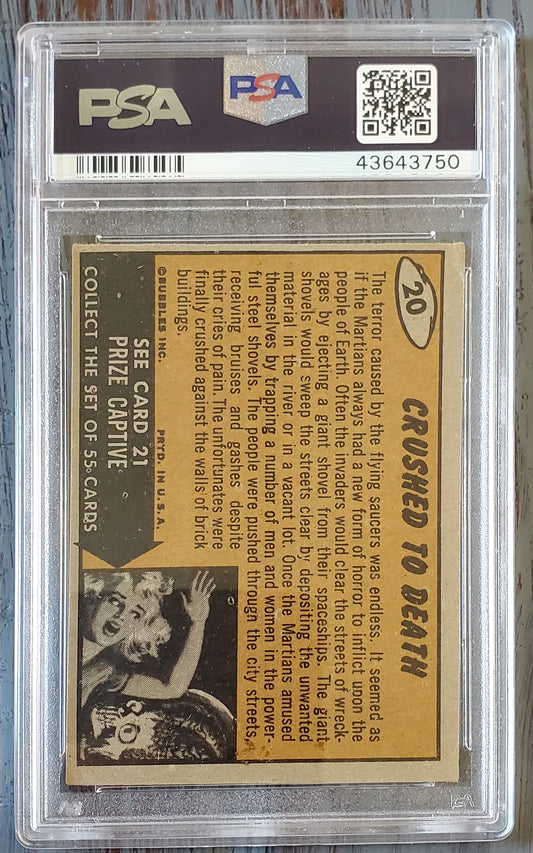 PSA
PSA
43643750
20
CRUSHED TO DEATH
The terror caused by the flying saucers was endless. It seemed as
if the Martians always had a new form of horror to inflict upon the
people of Earth. Often the invaders would clear the streets of wreck-
ages by ejecting a giant shovel from their spaceships. The giant
shovels would sweep the streets clear by depositing the unwanted
material in the river or in a vacant lot. Once the Martians amused
themselves by trapping a number of men and women in the power-
ful steel shovels. The people were pushed through the city streets,
receiving bruises and gashes despite
their cries of pain. The unfortunates were
finally crushed against the walls of brick
buildings.
©BUBBLES INC. PRTD. IN U.S.A.
SEE CARD 21
PRIZE CAPTIVE
COLLECT THE SET OF 55 CARDS
PSA